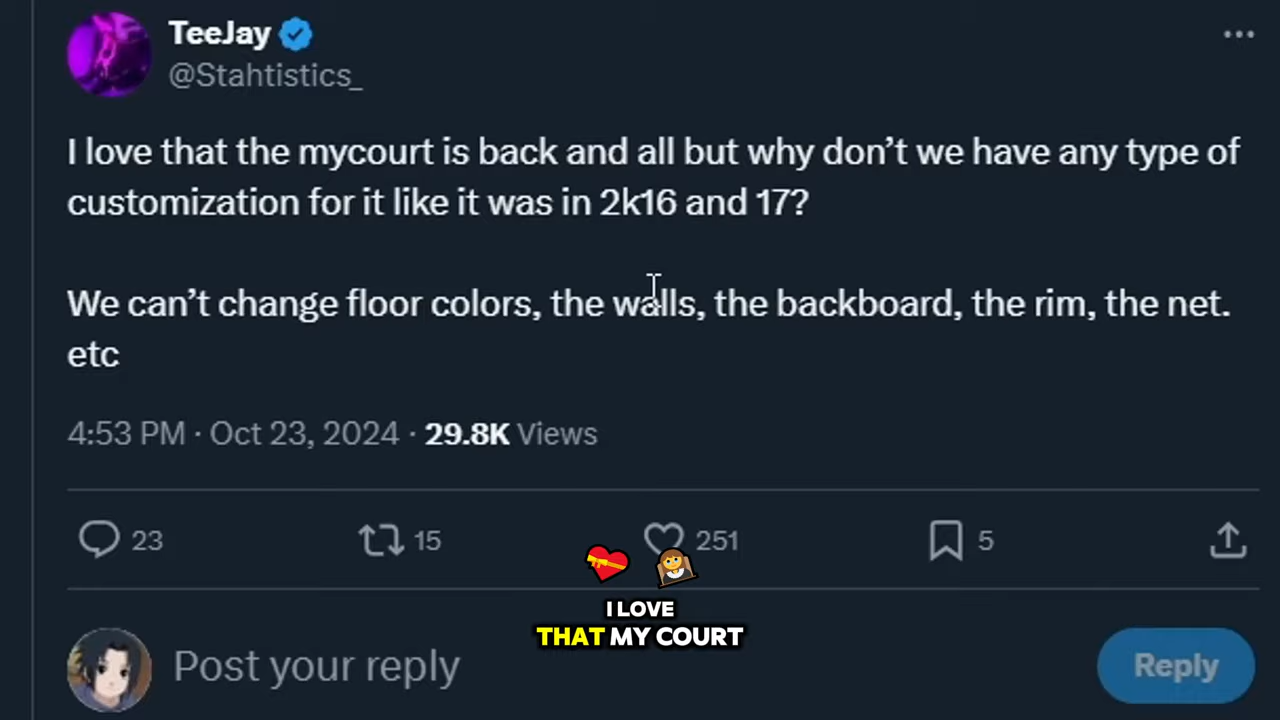 TeeJay
@Stahtistics_
I love that the mycourt is back and all but why don’t we have any type of
customization for it like it was in 2k16 and 17?
We can’t change floor colors, the walls, the backboard, the rim, the net.
etc
4:53 PM · Oct 23, 2024 · 29.8K Views
23 15 251 5
I LOVE
THAT MY COURT
Post your reply
Reply